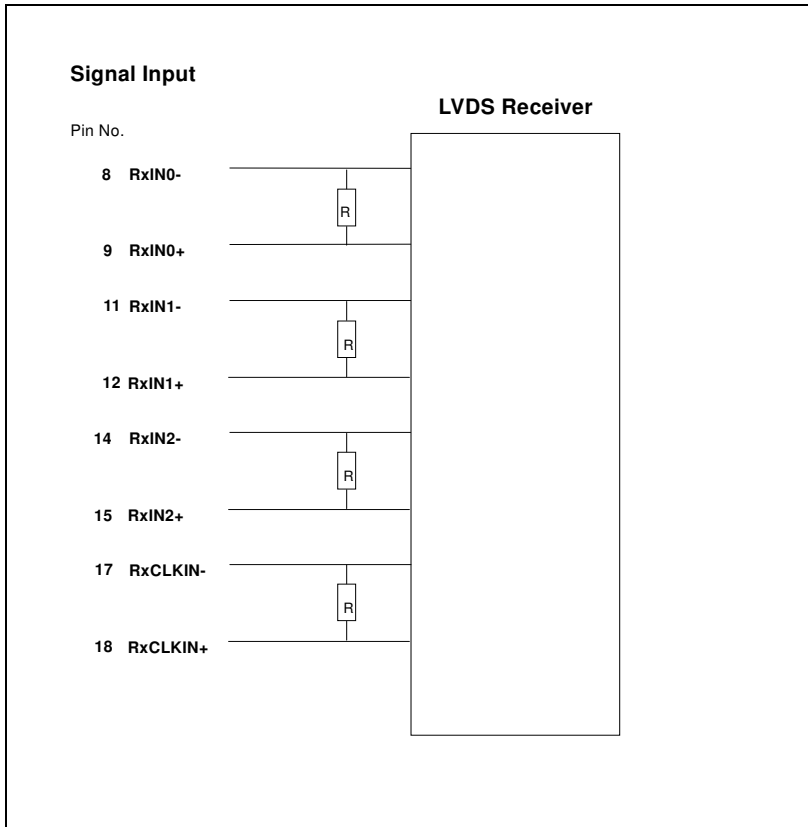 Signal Input
LVDS Receiver
Pin No.
8 RxIN0-
R
9 RxIN0+
11 RxIN1-
R
12 RxIN1+
14 RxIN2-
R
15 RxIN2+
17 RxCLKIN-
R
18 RxCLKIN+